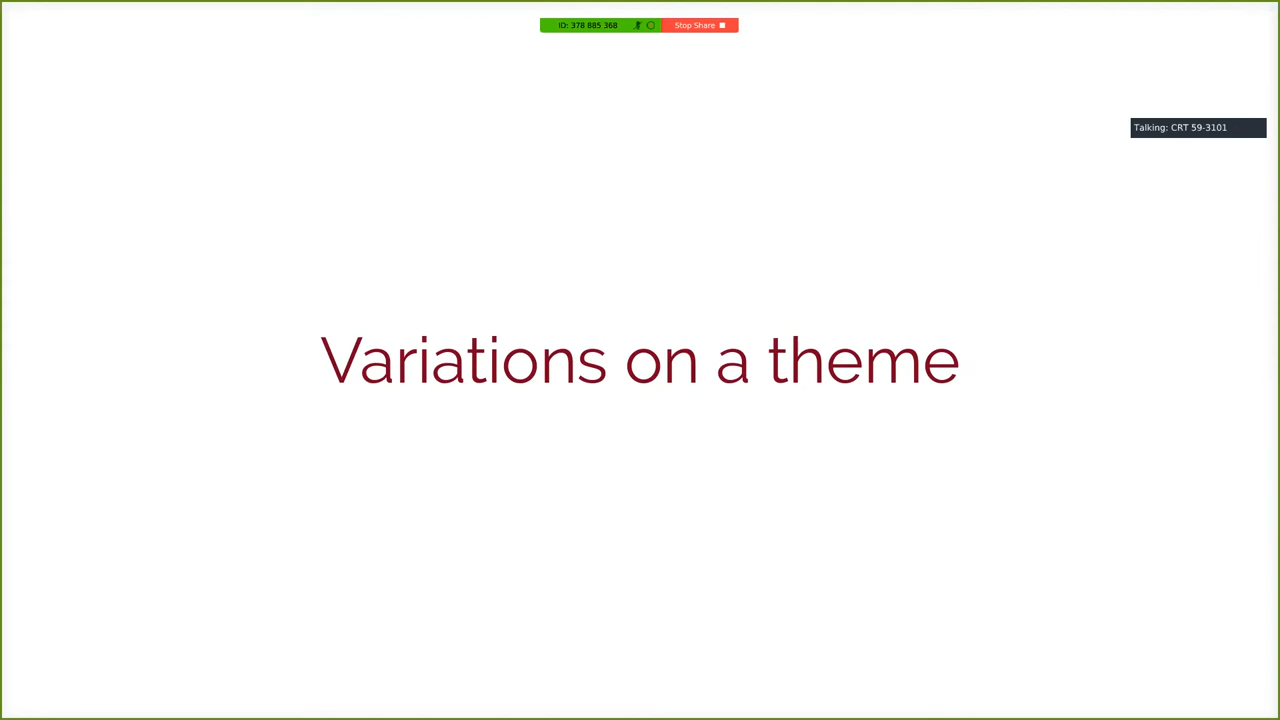 ID: 378 885 368 Stop Share
Talking: CRT 59-3101
Variations on a theme